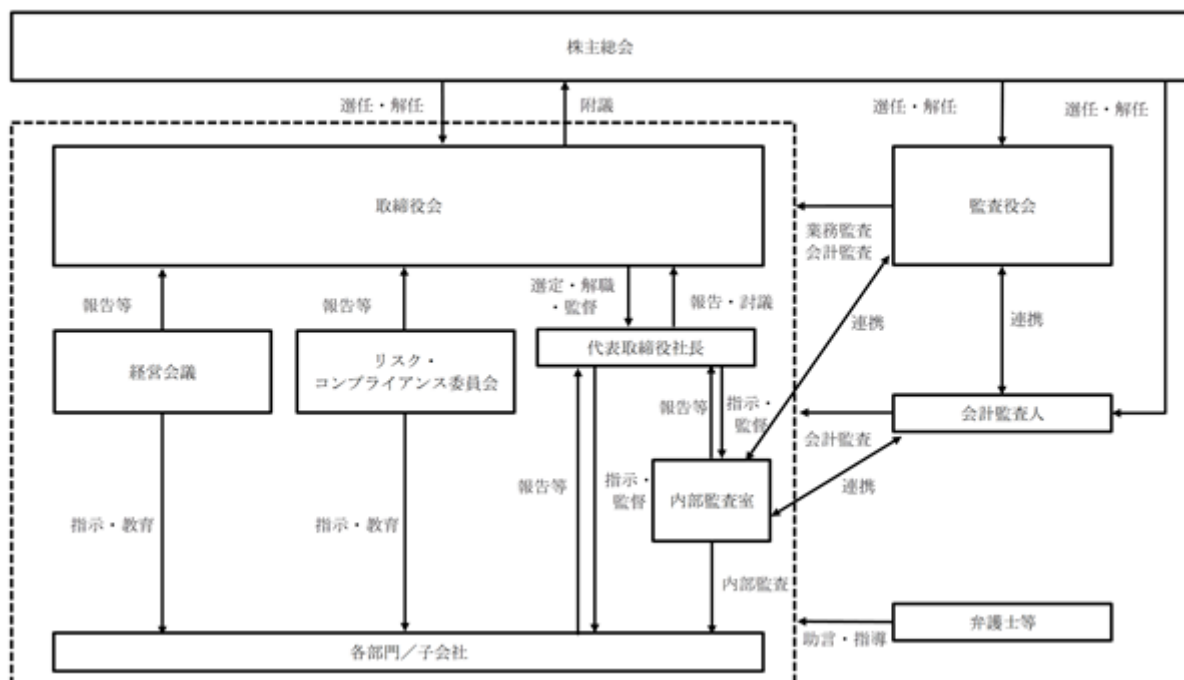 株主総会
選任・解任
附議
選任・解任
選任・解任
取締役会
監査役会
業務監査
会計監査
報告等
報告等
選定・解職
・監督
報告・討議
連携
連携
経営会議
リスク・
コンプライアンス委員会
代表取締役社長
報告等
指示・
監督
会計監査人
会計監査
指示・教育
指示・教育
報告等
指示・
監督
内部監査室
連携
内部監査
各部門／子会社
弁護士等
助言・指導